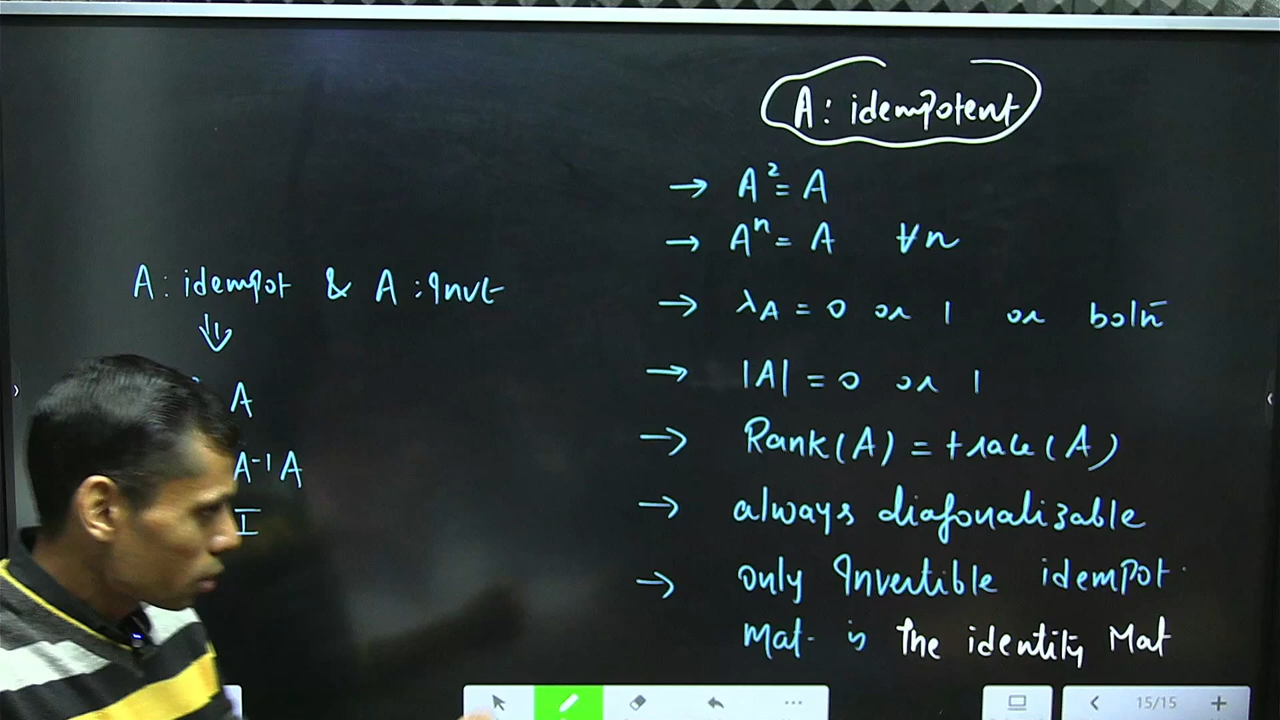 A: idempotent
→ A² = A
→ Aⁿ = A ∀n
→ λA = 0 or 1 or both
→ |A| = 0 or 1
→ Rank(A) = trace(A)
→ always diagonalizable
→ only Invertible idempot.
Mat. is the identity Mat
A: idempot & A: Invt
⇓
A
A⁻¹A
I
15/15